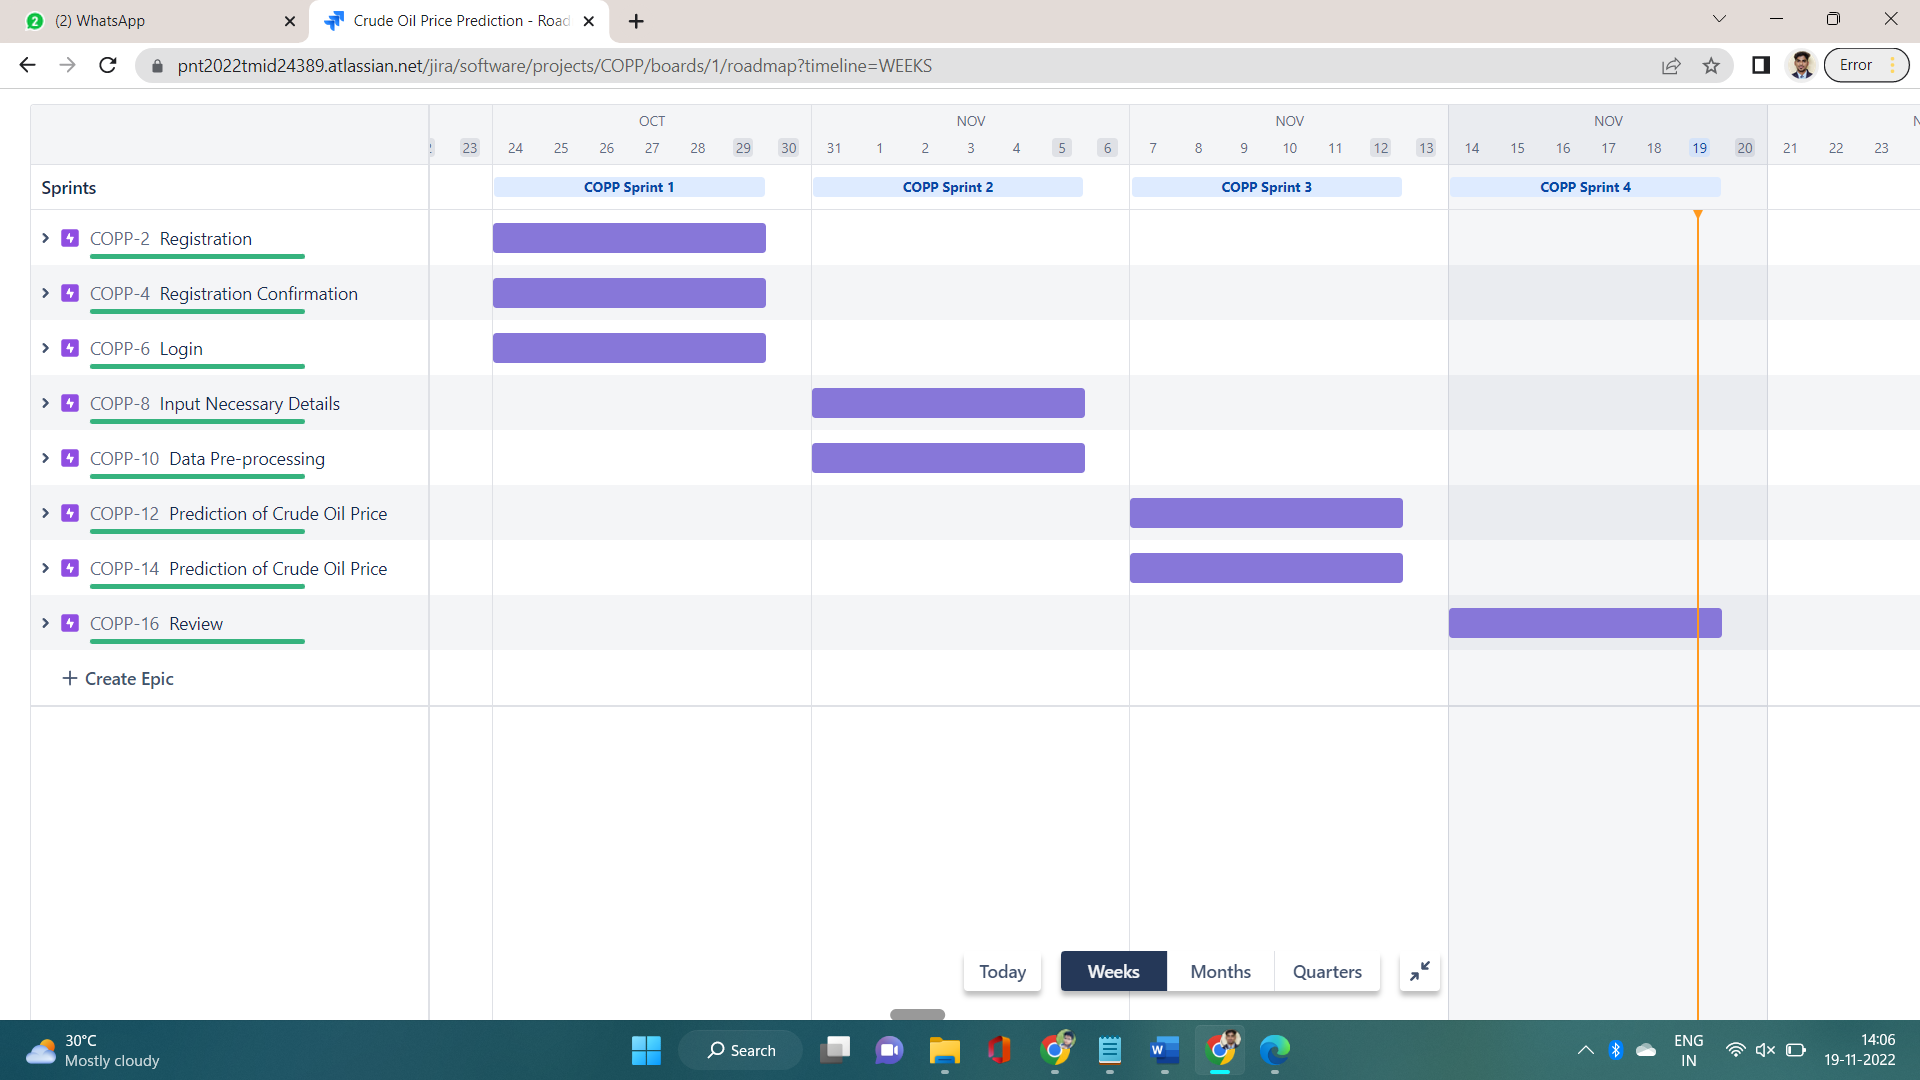 (2) WhatsApp
Crude Oil Price Prediction - Road
pnt2022tmid24389.atlassian.net/jira/software/projects/COPP/boards/1/roadmap?timeline=WEEKS
Error
OCT NOV NOV NOV
23 24 25 26 27 28 29 30 31 1 2 3 4 5 6 7 8 9 10 11 12 13 14 15 16 17 18 19 20 21 22 23
Sprints COPP Sprint 1 COPP Sprint 2 COPP Sprint 3 COPP Sprint 4
COPP-2 Registration
COPP-4 Registration Confirmation
COPP-6 Login
COPP-8 Input Necessary Details
COPP-10 Data Pre-processing
COPP-12 Prediction of Crude Oil Price
COPP-14 Prediction of Crude Oil Price
COPP-16 Review
+ Create Epic
Today Weeks Months Quarters
30°C
Mostly cloudy
Search
ENG
IN
14:06
19-11-2022